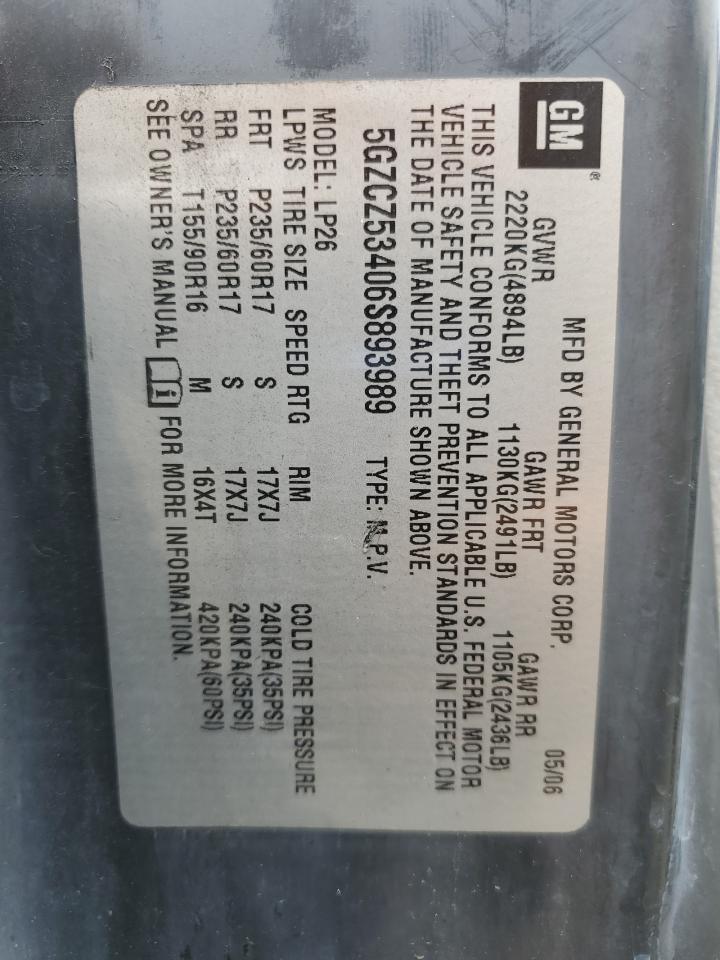 GM®
MFD BY GENERAL MOTORS CORP. 05/06
GVWR GAWR FRT GAWR RR
2220KG(4894LB) 1130KG(2491LB) 1105KG(2436LB)
THIS VEHICLE CONFORMS TO ALL APPLICABLE U.S. FEDERAL MOTOR
VEHICLE SAFETY AND THEFT PREVENTION STANDARDS IN EFFECT ON
THE DATE OF MANUFACTURE SHOWN ABOVE.
5GZCZ53406S893989 TYPE: M.P.V.
MODEL: LP26
LPWS TIRE SIZE SPEED RTG RIM COLD TIRE PRESSURE
FRT P235/60R17 S 17X7J 240KPA(35PSI)
RR P235/60R17 S 17X7J 240KPA(35PSI)
SPA T155/90R16 M 16X4T 420KPA(60PSI)
SEE OWNER'S MANUAL i FOR MORE INFORMATION.